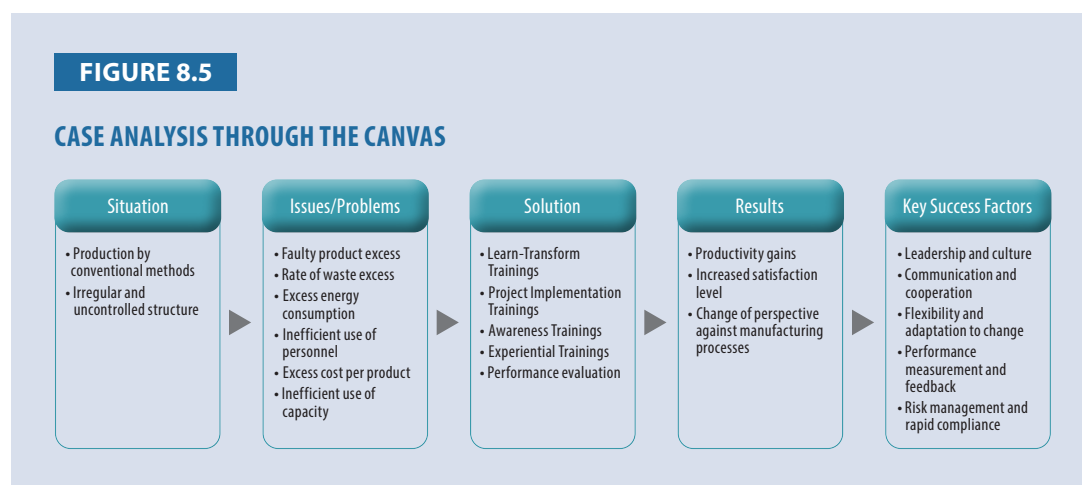 FIGURE 8.5
CASE ANALYSIS THROUGH THE CANVAS
Situation
• Production by
conventional methods
• Irregular and
uncontrolled structure
Issues/Problems
• Faulty product excess
• Rate of waste excess
• Excess energy
consumption
• Inefficient use of
personnel
• Excess cost per product
• Inefficient use of
capacity
Solution
• Learn-Transform
Trainings
• Project Implementation
Trainings
• Awareness Trainings
• Experiential Trainings
• Performance evaluation
Results
• Productivity gains
• Increased satisfaction
level
• Change of perspective
against manufacturing
processes
Key Success Factors
• Leadership and culture
• Communication and
cooperation
• Flexibility and
adaptation to change
• Performance
measurement and
feedback
• Risk management and
rapid compliance